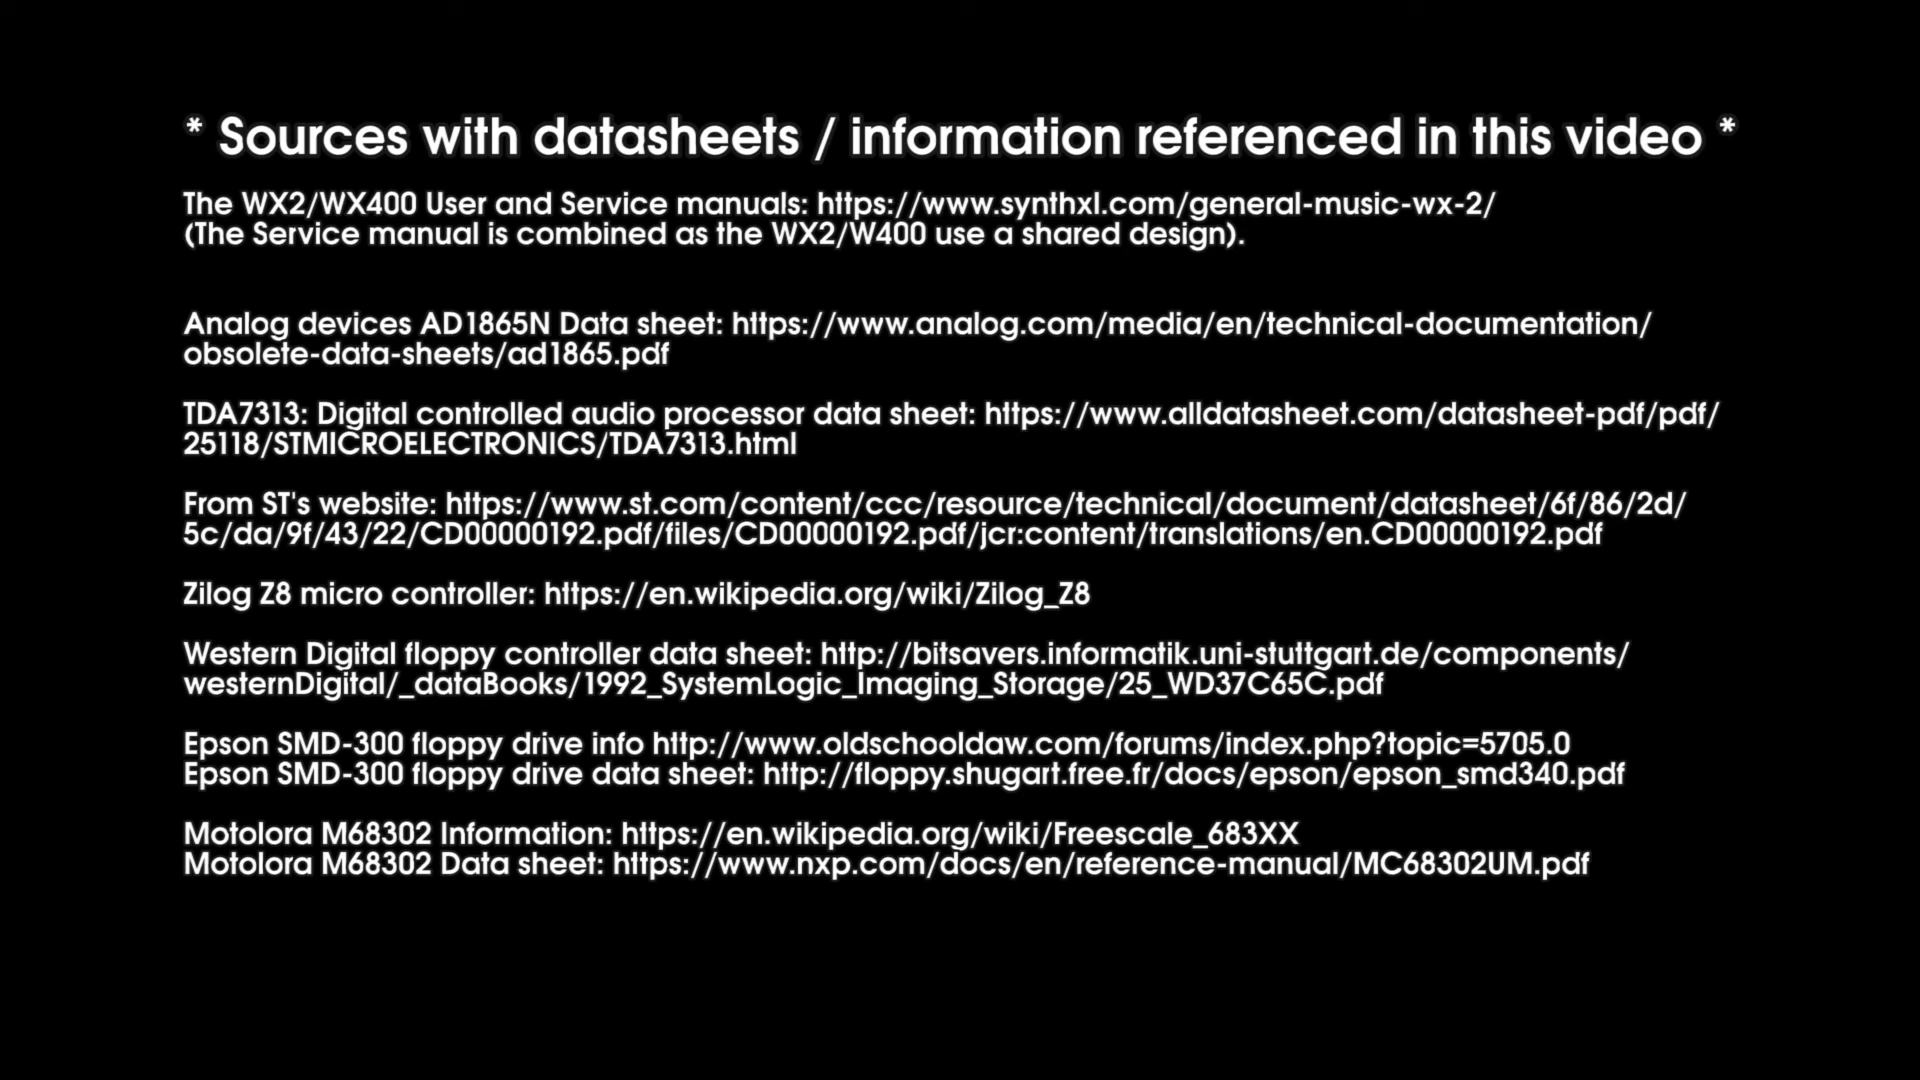 * Sources with datasheets / information referenced in this video *
The WX2/WX400 User and Service manuals: https://www.synthxl.com/general-music-wx-2/
(The Service manual is combined as the WX2/W400 use a shared design).
Analog devices AD1865N Data sheet: https://www.analog.com/media/en/technical-documentation/
obsolete-data-sheets/ad1865.pdf
TDA7313: Digital controlled audio processor data sheet: https://www.alldatasheet.com/datasheet-pdf/pdf/
25118/STMICROELECTRONICS/TDA7313.html
From ST's website: https://www.st.com/content/ccc/resource/technical/document/datasheet/6f/86/2d/
5c/da/9f/43/22/CD00000192.pdf/files/CD00000192.pdf/jcr:content/translations/en.CD00000192.pdf
Zilog Z8 micro controller: https://en.wikipedia.org/wiki/Zilog_Z8
Western Digital floppy controller data sheet: http://bitsavers.informatik.uni-stuttgart.de/components/
westernDigital/_dataBooks/1992_SystemLogic_Imaging_Storage/25_WD37C65C.pdf
Epson SMD-300 floppy drive info http://www.oldschooldaw.com/forums/index.php?topic=5705.0
Epson SMD-300 floppy drive data sheet: http://floppy.shugart.free.fr/docs/epson/epson_smd340.pdf
Motolora M68302 Information: https://en.wikipedia.org/wiki/Freescale_683XX
Motolora M68302 Data sheet: https://www.nxp.com/docs/en/reference-manual/MC68302UM.pdf